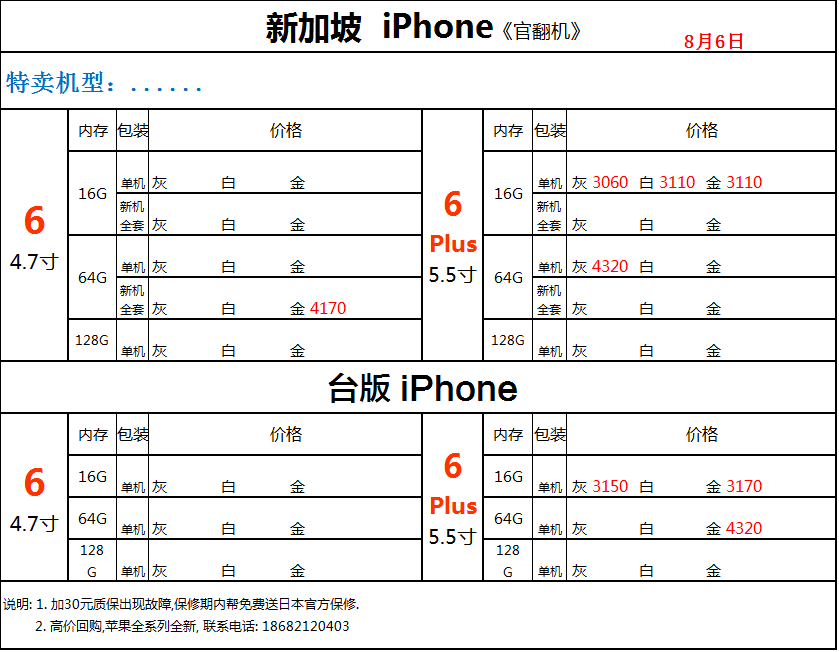 新加坡 iPhone《官翻机》
8月6日
特卖机型：......
6
4.7寸
内存 包装 价格
16G
单机 灰 白 金
新机
全套 灰 白 金
64G
单机 灰 白 金
新机
全套 灰 白 金 4170
128G
单机 灰 白 金
6
Plus
5.5寸
内存 包装 价格
16G
单机 灰 3060 白 3110 金 3110
新机
全套 灰 白 金
64G
单机 灰 4320 白 金
新机
全套 灰 白 金
128G
单机 灰 白 金
台版 iPhone
6
4.7寸
内存 包装 价格
16G
单机 灰 白 金
64G
单机 灰 白 金
128
G
单机 灰 白 金
6
Plus
5.5寸
内存 包装 价格
16G
单机 灰 3150 白 金 3170
64G
单机 灰 白 金 4320
128
G
单机 灰 白 金
说明: 1. 加30元质保出现故障,保修期内帮免费送日本官方保修.
2. 高价回购,苹果全系列全新, 联系电话: 18682120403